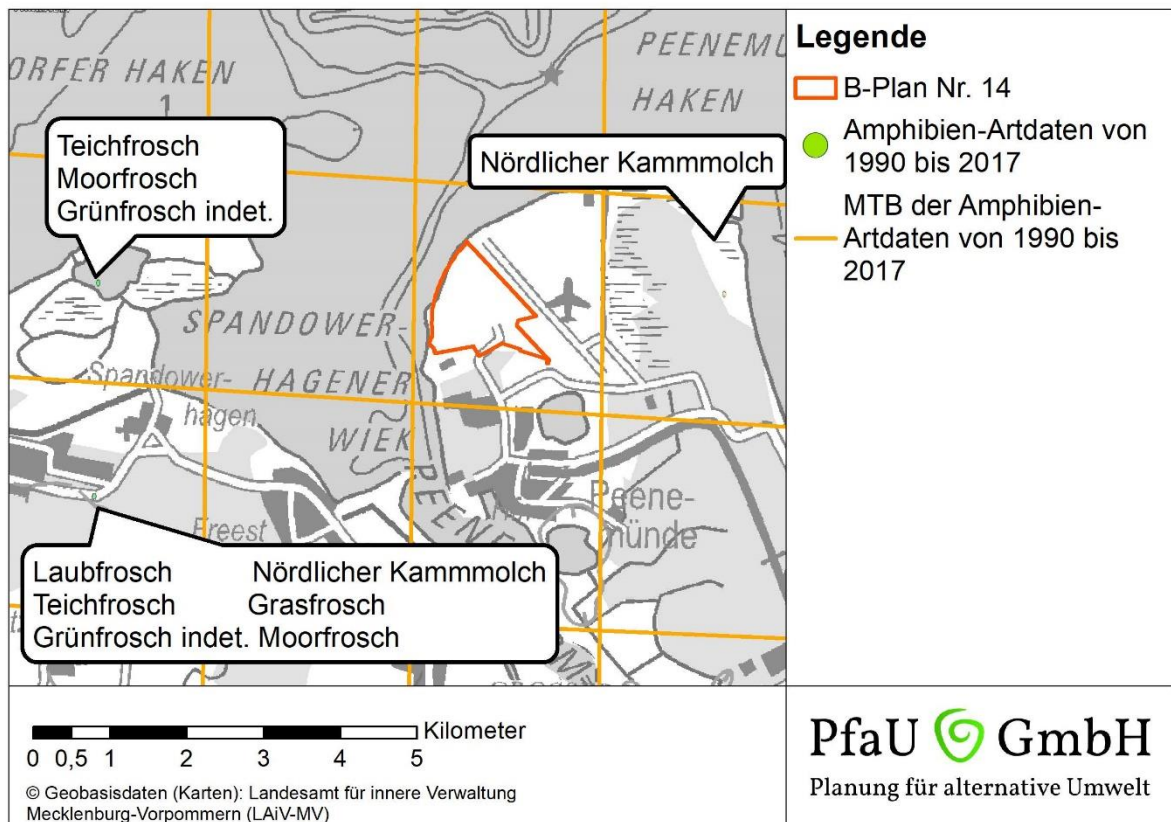 PEENEMÜ
HAKEN
ORFER HAKEN
1
Teichfrosch
Moorfrosch
Grünfrosch indet.
Nördlicher Kammmolch
SPANDOWER-
HAGENER
WIEK
Spandower-
hagen
PEENE
Peene-
münde
Freest
Laubfrosch Nördlicher Kammmolch
Teichfrosch Grasfrosch
Grünfrosch indet. Moorfrosch
Legende
B-Plan Nr. 14
Amphibien-Artdaten von
1990 bis 2017
MTB der Amphibien-
Artdaten von 1990 bis
2017
Kilometer
0 0,5 1 2 3 4 5
© Geobasisdaten (Karten): Landesamt für innere Verwaltung
Mecklenburg-Vorpommern (LAiV-MV)
PfaU GmbH
Planung für alternative Umwelt